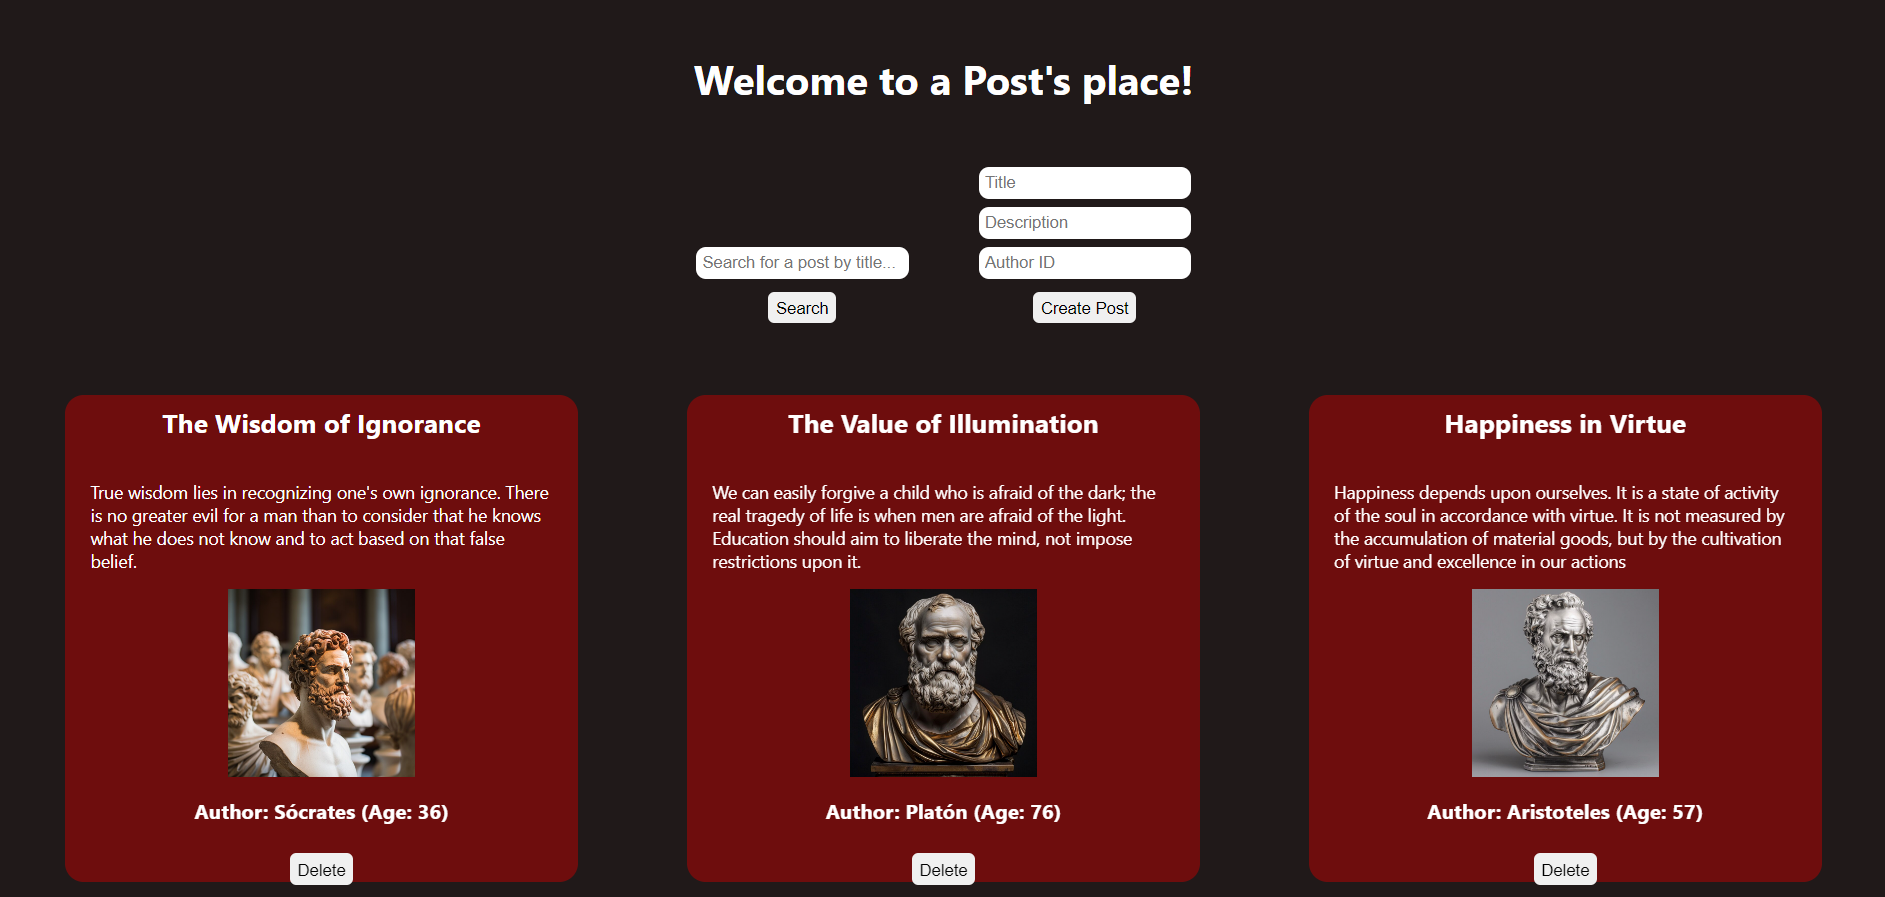 Welcome to a Post's place!
Search for a post by title...
Search
Title
Description
Author ID
Create Post
The Wisdom of Ignorance
True wisdom lies in recognizing one's own ignorance. There
is no greater evil for a man than to consider that he knows
what he does not know and to act based on that false
belief.
Author: Sócrates (Age: 36)
Delete
The Value of Illumination
We can easily forgive a child who is afraid of the dark; the
real tragedy of life is when men are afraid of the light.
Education should aim to liberate the mind, not impose
restrictions upon it.
Author: Platón (Age: 76)
Delete
Happiness in Virtue
Happiness depends upon ourselves. It is a state of activity
of the soul in accordance with virtue. It is not measured by
the accumulation of material goods, but by the cultivation
of virtue and excellence in our actions
Author: Aristoteles (Age: 57)
Delete